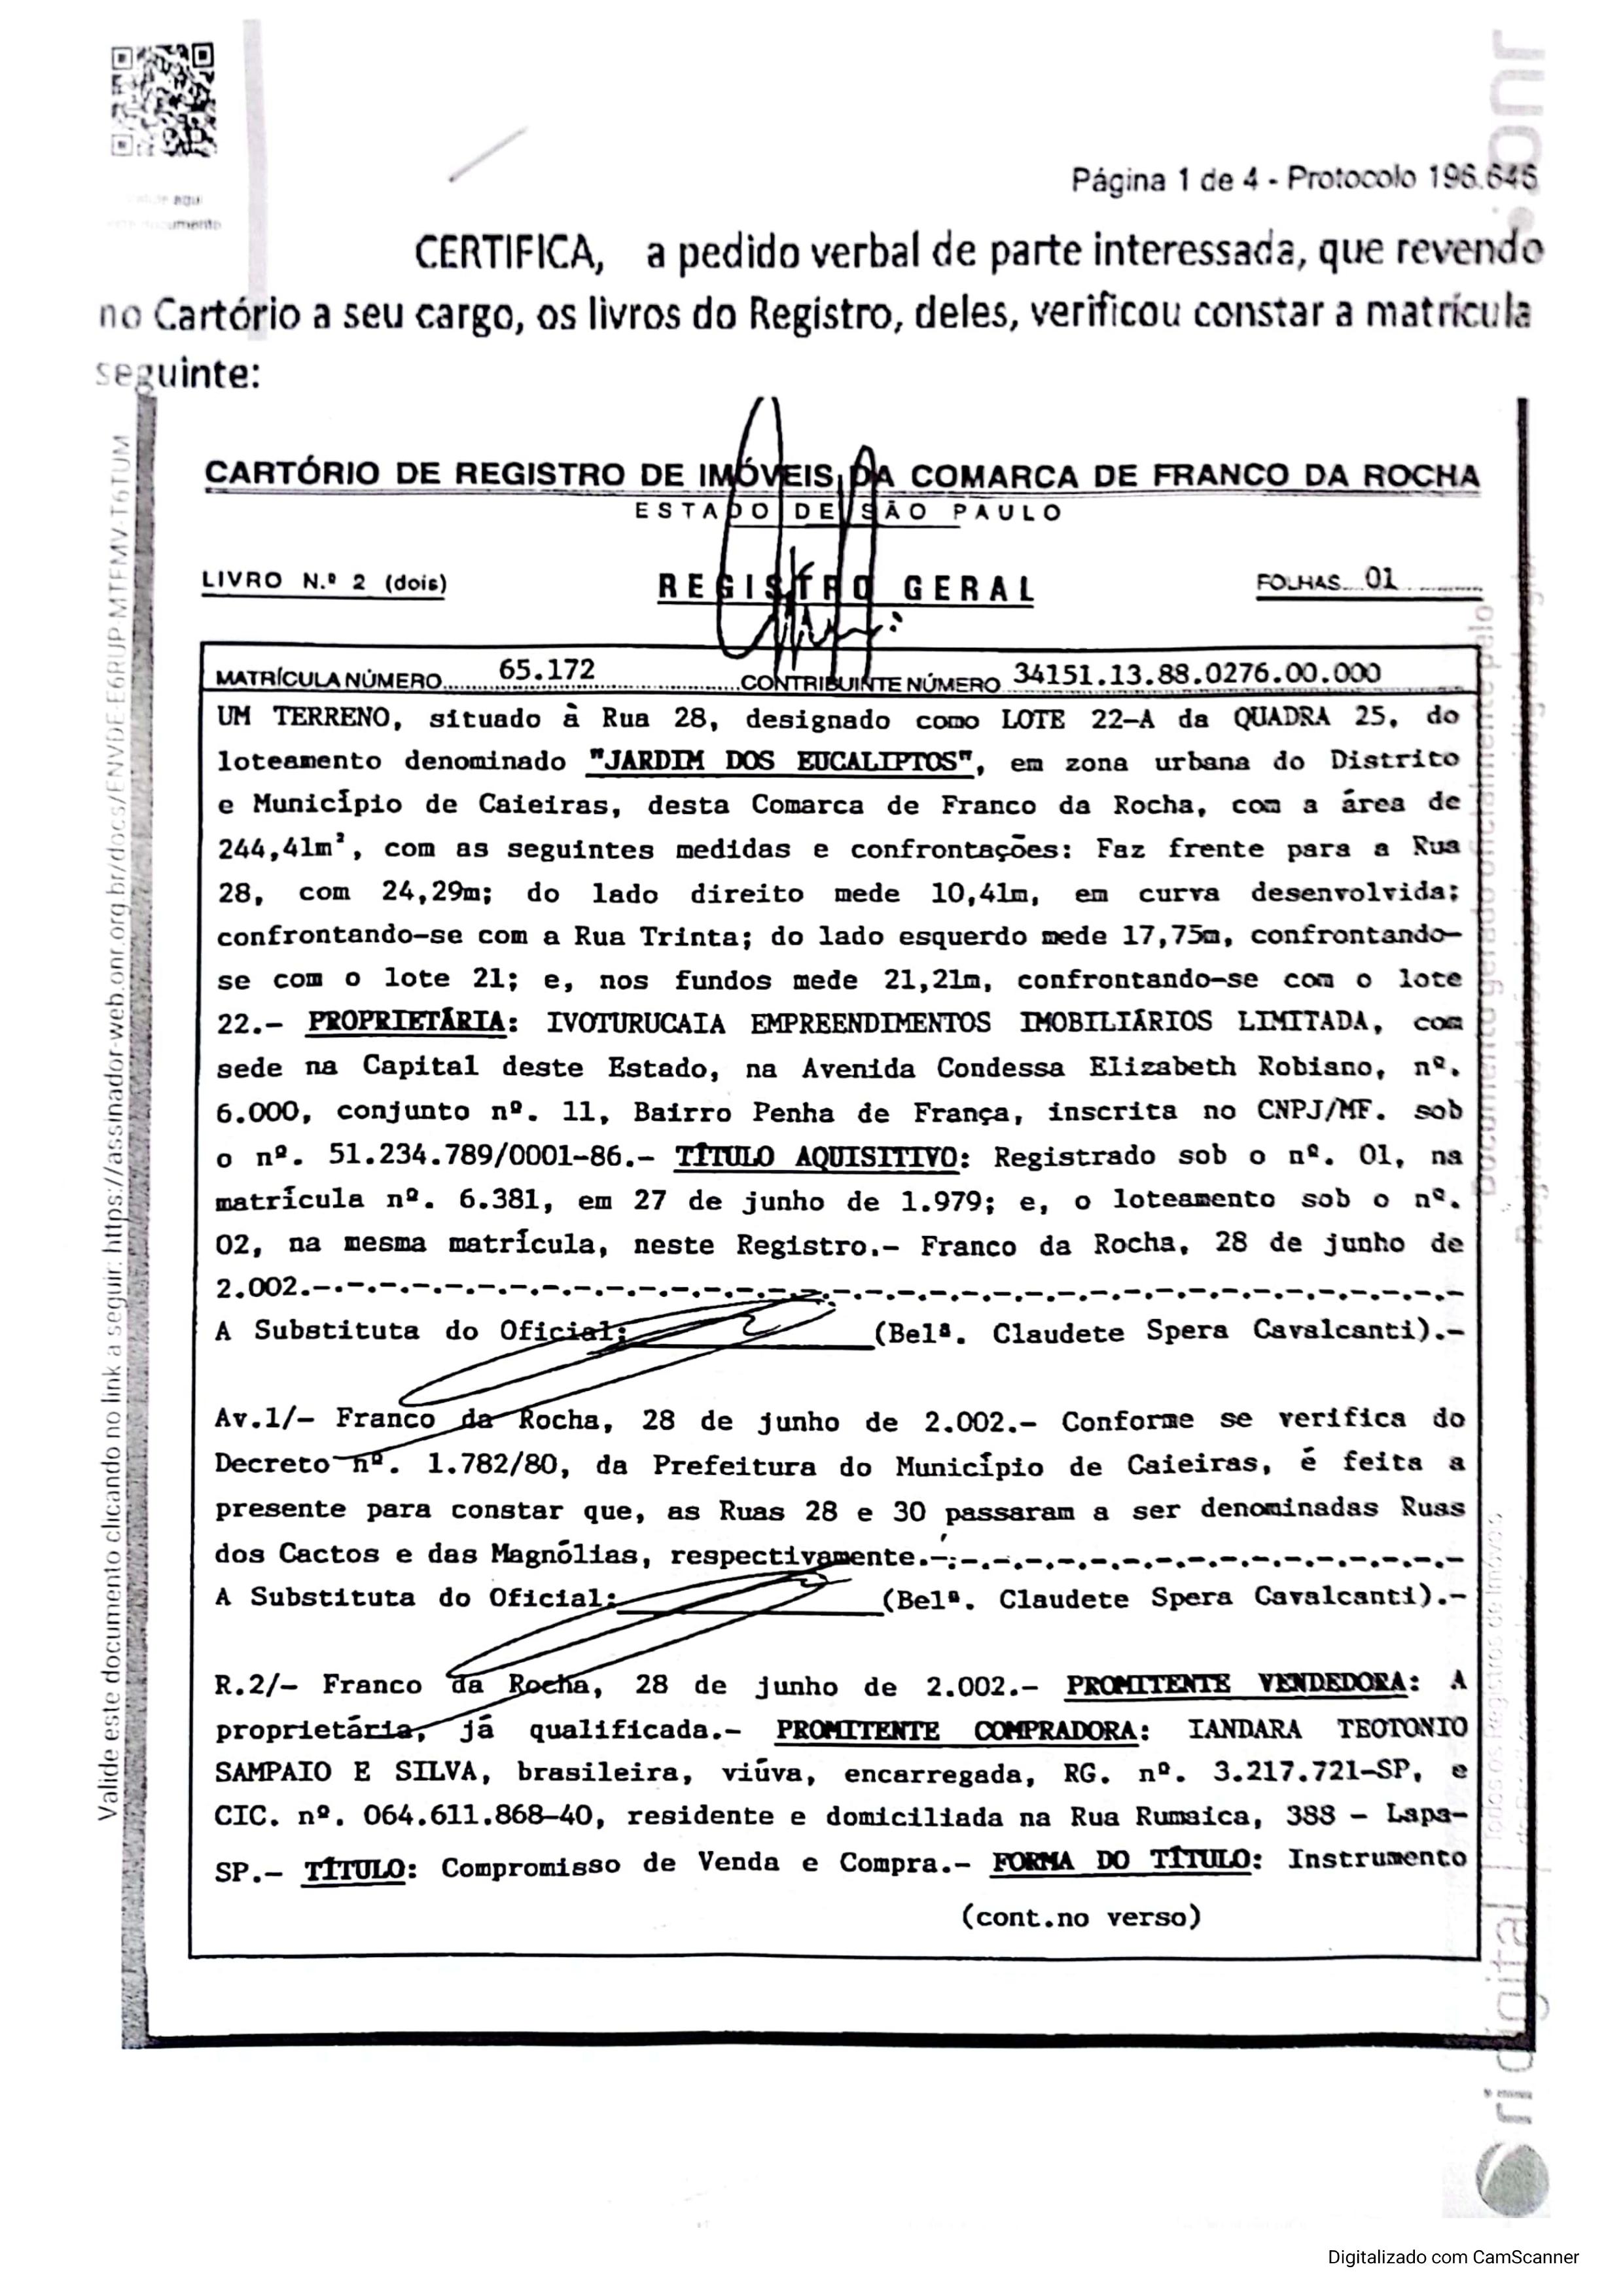 Página 1 de 4 - Protocolo 196.646
CERTIFICA, a pedido verbal de parte interessada, que revendo
no Cartório a seu cargo, os livros do Registro, deles, verificou constar a matrícula
seguinte:
CARTÓRIO DE REGISTRO DE IMÓVEIS DA COMARCA DE FRANCO DA ROCHA
ESTADO DE SÃO PAULO
LIVRO N.º 2 (dois)
REGISTRO GERAL
FOLHAS 01
MATRÍCULA NÚMERO 65.172 CONTRIBUINTE NÚMERO 34151.13.88.0276.00.000
UM TERRENO, situado à Rua 28, designado como LOTE 22-A da QUADRA 25, do
loteamento denominado "JARDIM DOS EUCALIPTOS", em zona urbana do Distrito
e Município de Caieiras, desta Comarca de Franco da Rocha, com a área de
244,41m², com as seguintes medidas e confrontações: Faz frente para a Rua
28, com 24,29m; do lado direito mede 10,41m, em curva desenvolvida;
confrontando-se com a Rua Trinta; do lado esquerdo mede 17,75m, confrontando-
se com o lote 21; e, nos fundos mede 21,21m, confrontando-se com o lote
22.- PROPRIETÁRIA: IVOTURUCAIA EMPREENDIMENTOS IMOBILIÁRIOS LIMITADA, com
sede na Capital deste Estado, na Avenida Condessa Elizabeth Robiano, nº.
6.000, conjunto nº. 11, Bairro Penha de França, inscrita no CNPJ/MF. sob
o nº. 51.234.789/0001-86.- TÍTULO AQUISITIVO: Registrado sob o nº. 01, na
matrícula nº. 6.381, em 27 de junho de 1.979; e, o loteamento sob o nº.
02, na mesma matrícula, neste Registro.- Franco da Rocha, 28 de junho de
2.002.-.-.-.-.-.-.-.-.-.-.-.-.-.-.-.-.-.-.-.-.-.-.-.-.-.-.-.-.-.-.-.-.-.-
A Substituta do Oficial: (Belª. Claudete Spera Cavalcanti).-
Av.1/- Franco da Rocha, 28 de junho de 2.002.- Conforme se verifica do
Decreto nº. 1.782/80, da Prefeitura do Município de Caieiras, é feita a
presente para constar que, as Ruas 28 e 30 passaram a ser denominadas Ruas
dos Cactos e das Magnólias, respectivamente.-.-.-.-.-.-.-.-.-.-.-.-.-.-.-
A Substituta do Oficial: (Belª. Claudete Spera Cavalcanti).-
R.2/- Franco da Rocha, 28 de junho de 2.002.- PROMITENTE VENDEDORA: A
proprietária, já qualificada.- PROMITENTE COMPRADORA: IANDARA TEOTONIO
SAMPAIO E SILVA, brasileira, viúva, encarregada, RG. nº. 3.217.721-SP, e
CIC. nº. 064.611.868-40, residente e domiciliada na Rua Rumaica, 388 - Lapa-
SP.- TÍTULO: Compromisso de Venda e Compra.- FORMA DO TÍTULO: Instrumento
(cont.no verso)
Valide este documento clicando no link a seguir: https://assinador-web.onr.org.br/docs/ENVDE-E6RUP-MTFMV-T6TUM
Documento gerado oficialmente pelo
Todos os Registros de Imóveis
ridigital
.onr
Digitalizado com CamScanner